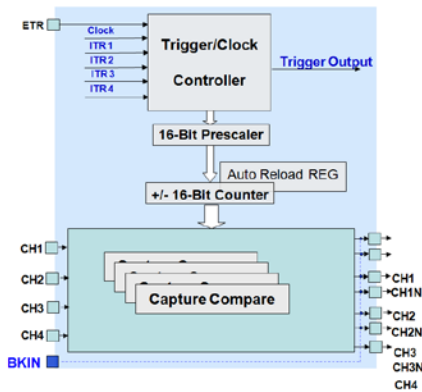 ETR
Clock
ITR 1
ITR 2
ITR 3
ITR 4
Trigger/Clock
Controller
Trigger Output
16-Bit Prescaler
Auto Reload REG
+/- 16-Bit Counter
CH1
CH2
CH3
CH4
BKIN
Capture Compare
CH1
CH1N
CH2
CH2N
CH3
CH3N
CH4